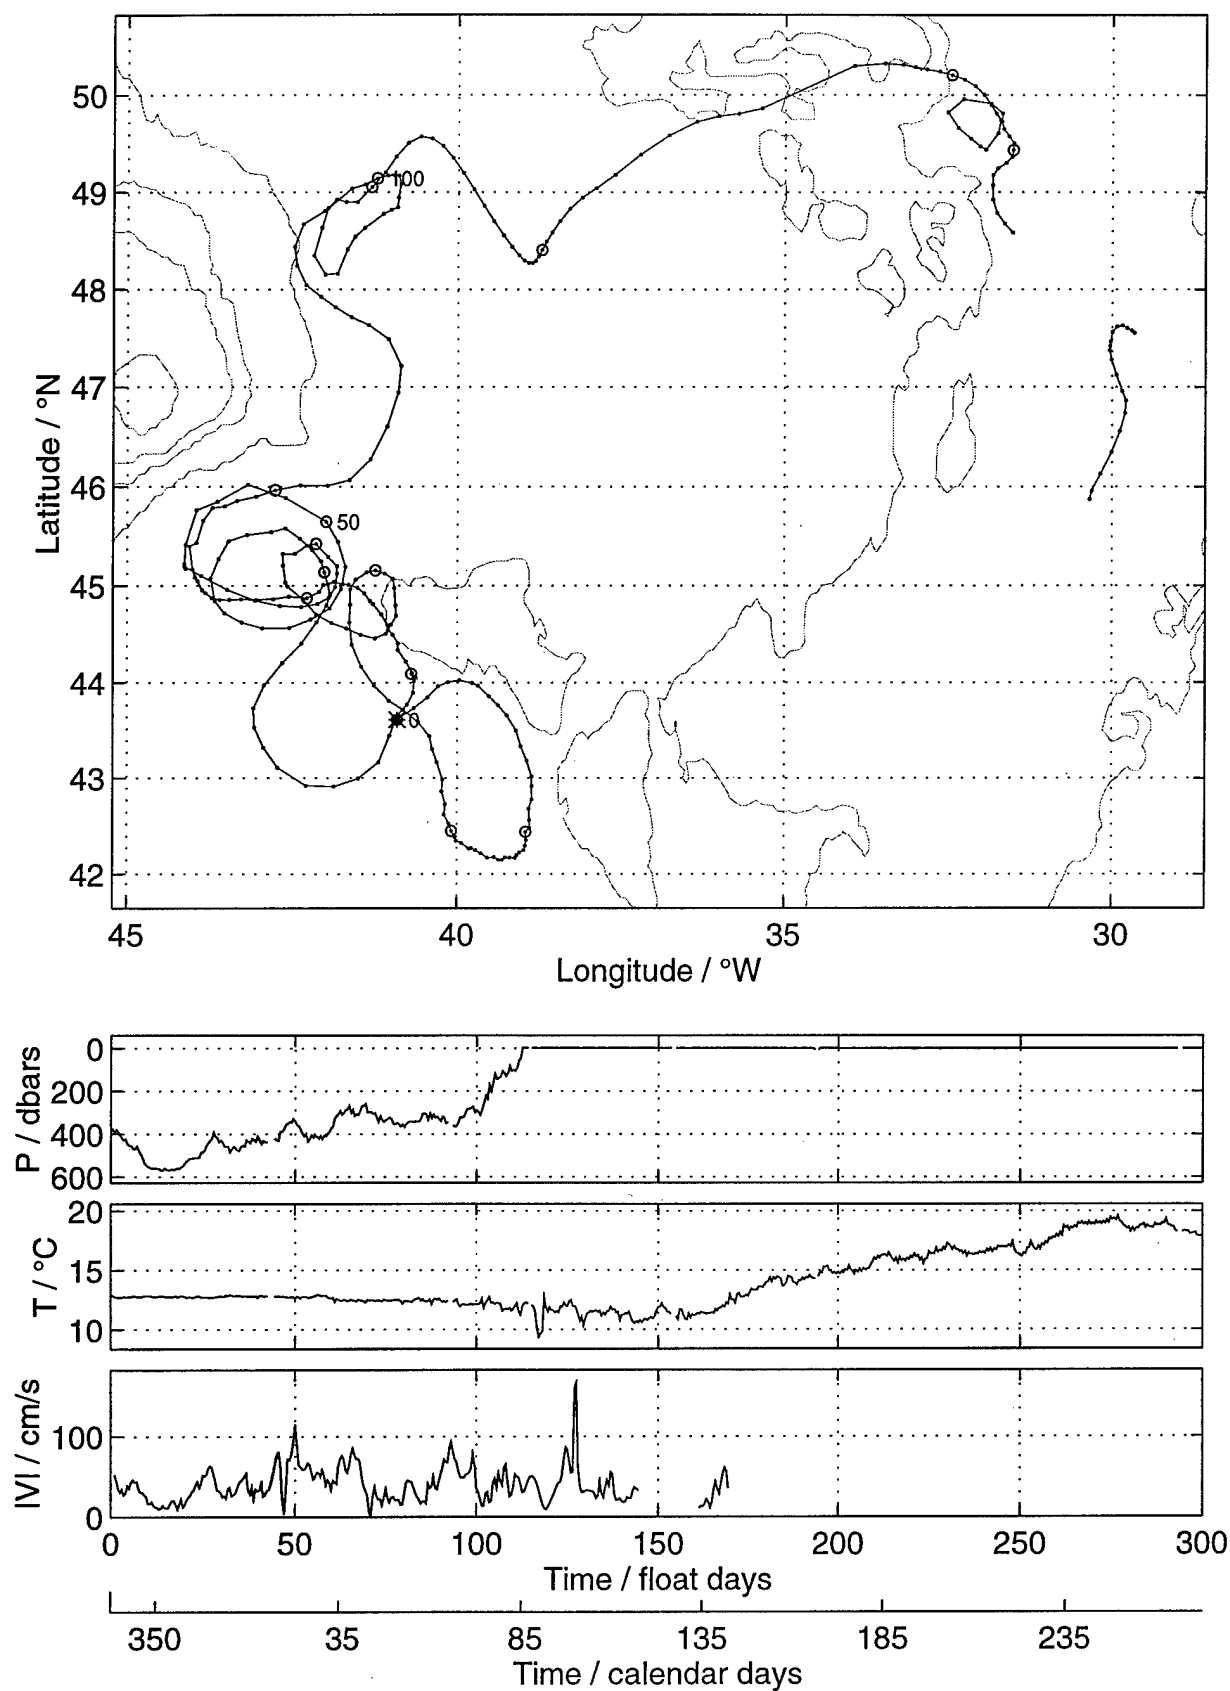 50
49
48
47
46
45
44
43
42
Latitude / °N
100
50
0
45 40 35 30
Longitude / °W
0
200
400
600
P / dbars
20
15
10
T / °C
100
0
|V| / cm/s
0 50 100 150 200 250 300
Time / float days
350 35 85 135 185 235
Time / calendar days